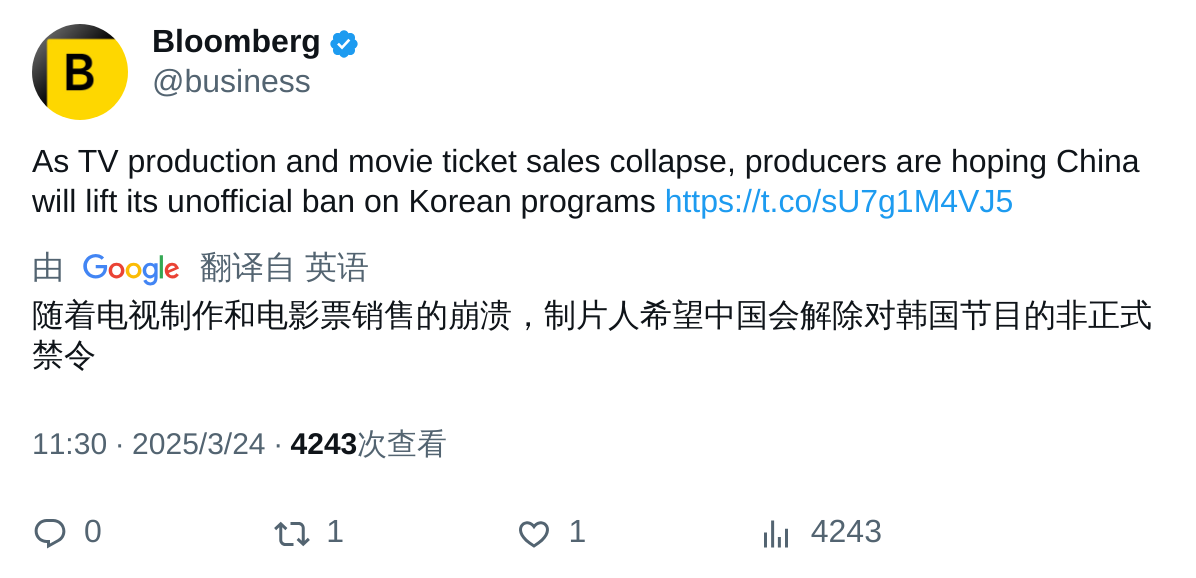 B
Bloomberg
@business
As TV production and movie ticket sales collapse, producers are hoping China
will lift its unofficial ban on Korean programs https://t.co/sU7g1M4VJ5
由 Google 翻译自 英语
随着电视制作和电影票销售的崩溃，制片人希望中国会解除对韩国节目的非正式
禁令
11:30 · 2025/3/24 · 4243次查看
0 1 1 4243